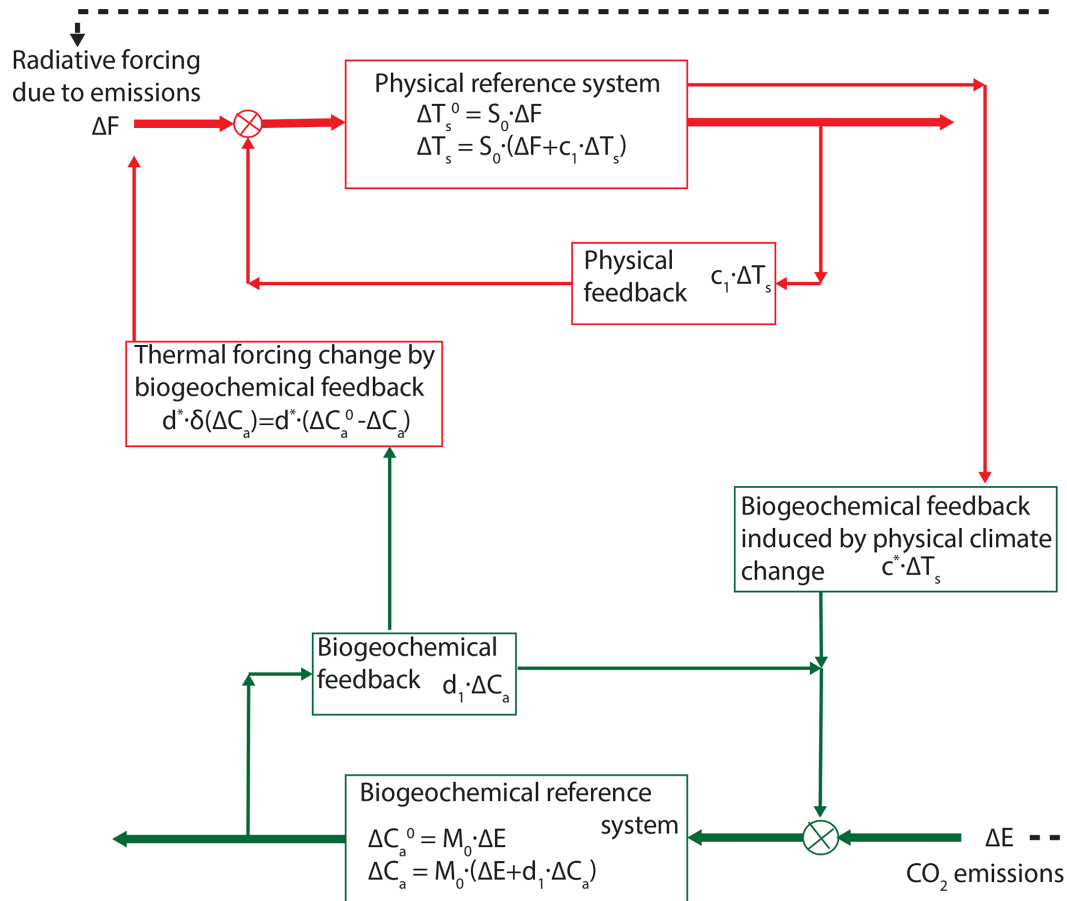 Radiative forcing
due to emissions
ΔF
Physical reference system
ΔTₛ⁰ = S₀·ΔF
ΔTₛ = S₀·(ΔF+c₁·ΔTₛ)
Physical
feedback c₁·ΔTₛ
Thermal forcing change by
biogeochemical feedback
d*·δ(ΔCₐ)=d*·(ΔCₐ⁰ -ΔCₐ)
Biogeochemical feedback
induced by physical climate
change c*·ΔTₛ
Biogeochemical
feedback d₁·ΔCₐ
Biogeochemical reference
system
ΔCₐ⁰ = M₀·ΔE
ΔCₐ = M₀·(ΔE+d₁·ΔCₐ)
ΔE
CO₂ emissions